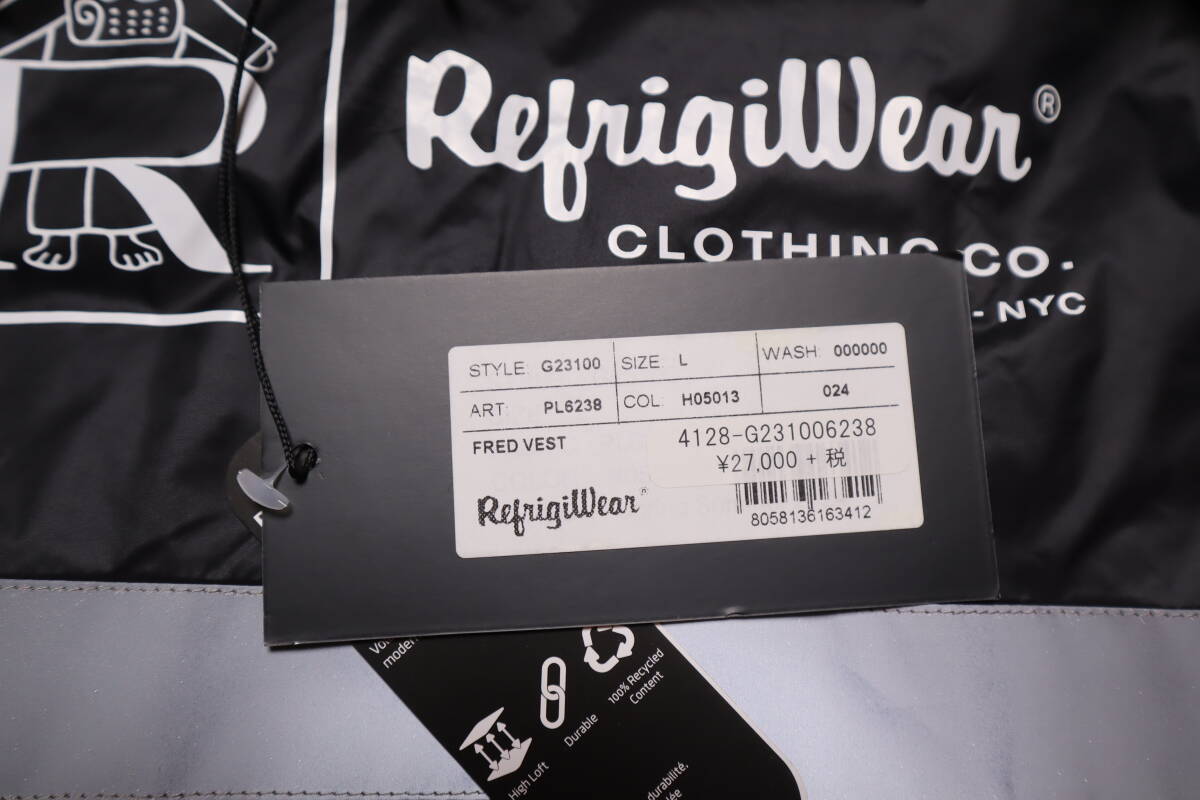 RefrigiWear®
CLOTHING CO.
- NYC
STYLE: G23100 SIZE: L WASH: 000000
ART: PL6238 COL: H05013 024
FRED VEST 4128-G231006238
¥27,000 + 税
RefrigiWear®
8058136163412
100% Recycled
Content
Durable
High Loft